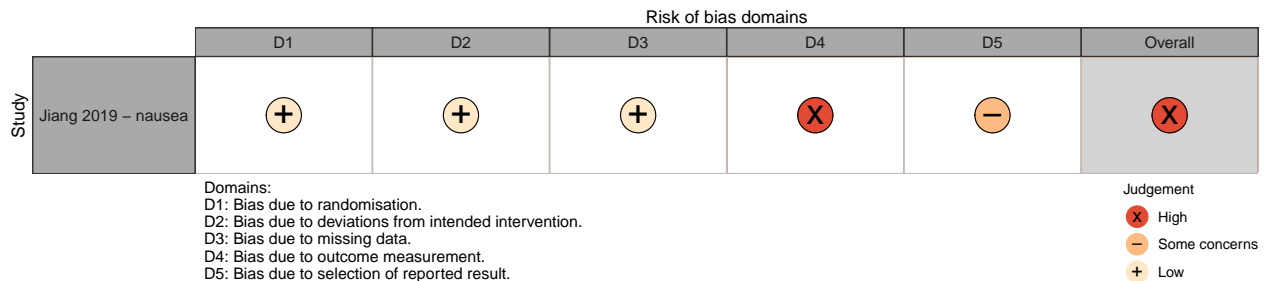 Risk of bias domains
D1 D2 D3 D4 D5 Overall
Study
Jiang 2019 – nausea + + + X − X
Domains:
D1: Bias due to randomisation.
D2: Bias due to deviations from intended intervention.
D3: Bias due to missing data.
D4: Bias due to outcome measurement.
D5: Bias due to selection of reported result.
Judgement
X High
− Some concerns
+ Low